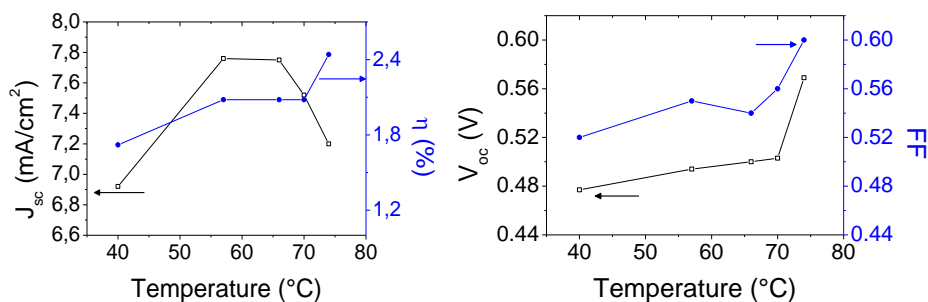 8,0
7,8
7,6
7,4
7,2
7,0
6,8
6,6
J_sc (mA/cm²)
2,4
1,8
1,2
η (%)
40 50 60 70 80
Temperature (°C)
0.60
0.56
0.52
0.48
0.44
V_oc (V)
0.60
0.56
0.52
0.48
0.44
FF
40 50 60 70 80
Temperature (°C)